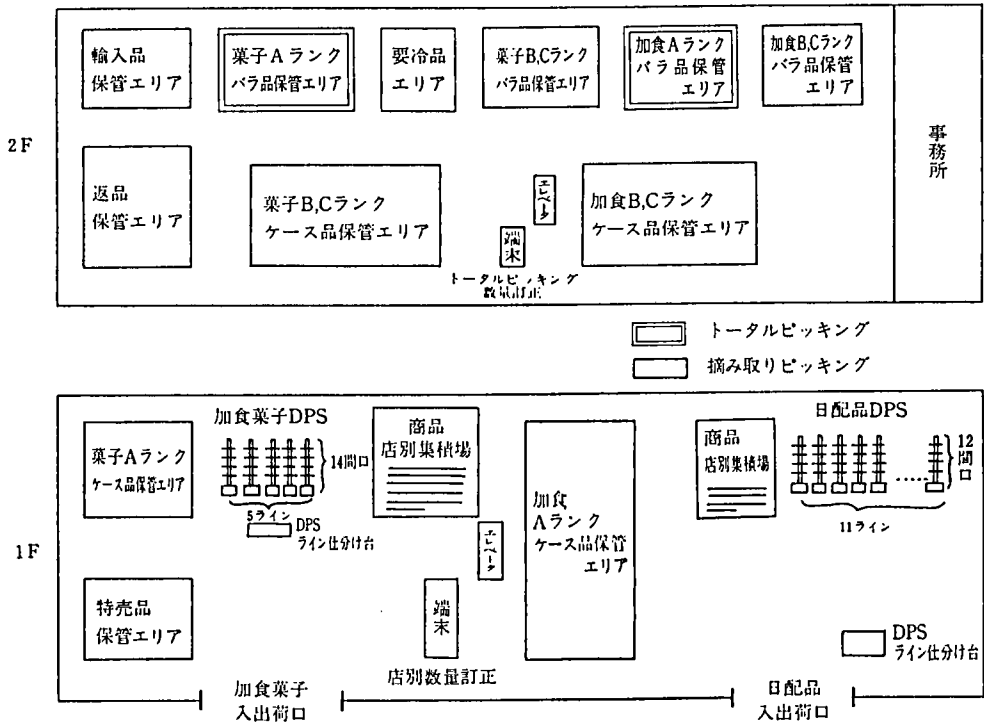 2F
輸入品
保管エリア
菓子Aランク
バラ品保管エリア
要冷品
エリア
菓子B,Cランク
バラ品保管エリア
加食Aランク
バラ品保管
エリア
加食B,Cランク
バラ品保管
エリア
事務所
返品
保管エリア
菓子B,Cランク
ケース品保管エリア
エレベータ
端末
トータルピッキング
数量訂正
加食B,Cランク
ケース品保管エリア
トータルピッキング
摘み取りピッキング
1F
菓子Aランク
ケース品保管エリア
加食菓子DPS
14間口
5ライン
DPS
ライン仕分け台
商品
店別集積場
エレベータ
加食
Aランク
ケース品保管
エリア
商品
店別集積場
日配品DPS
12間口
11ライン
特売品
保管エリア
端末
店別数量訂正
DPS
ライン仕分け台
加食菓子
入出荷口
日配品
入出荷口